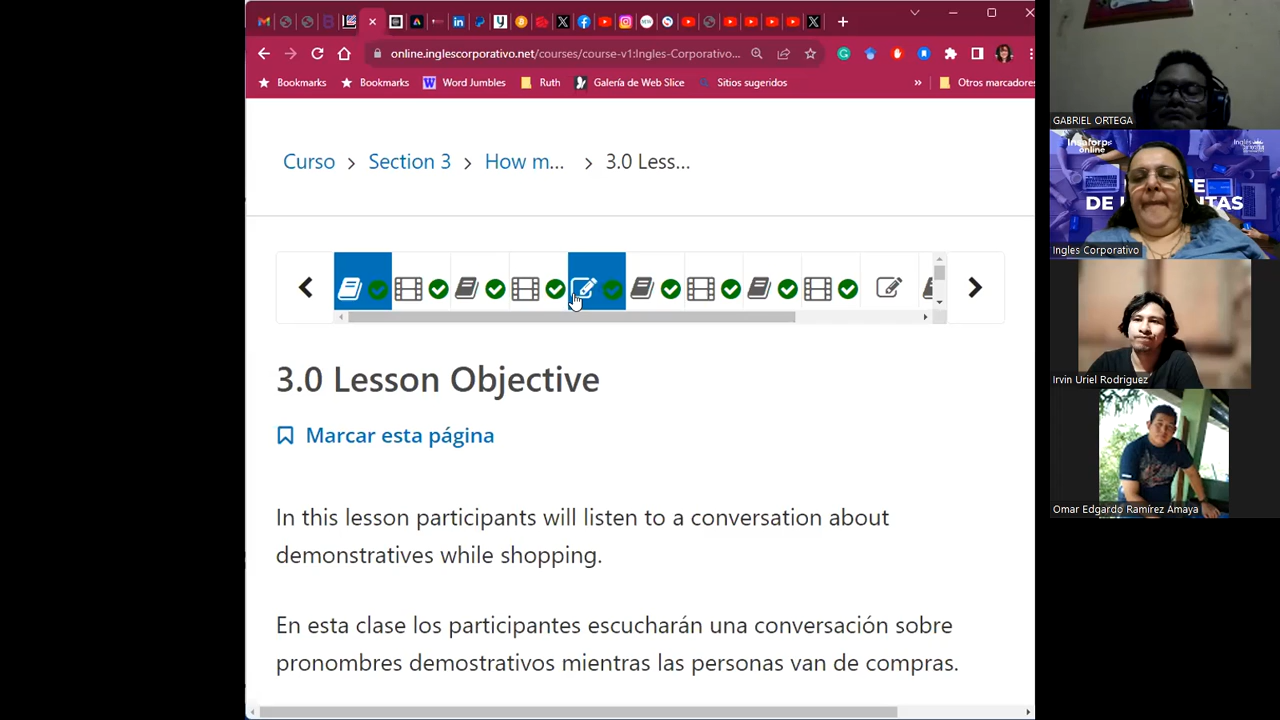 online.inglescorporativo.net/courses/course-v1:Ingles-Corporativo...
Bookmarks
Bookmarks
Word Jumbles
Ruth
Galería de Web Slice
Sitios sugeridos
»
Otros marcadores
Curso > Section 3 > How m... > 3.0 Less...
3.0 Lesson Objective
Marcar esta página
In this lesson participants will listen to a conversation about
demonstratives while shopping.
En esta clase los participantes escucharán una conversación sobre
pronombres demostrativos mientras las personas van de compras.
GABRIEL ORTEGA
online
DE
Ingles Corporativo
Irvin Uriel Rodriguez
Omar Edgardo Ramírez Amaya